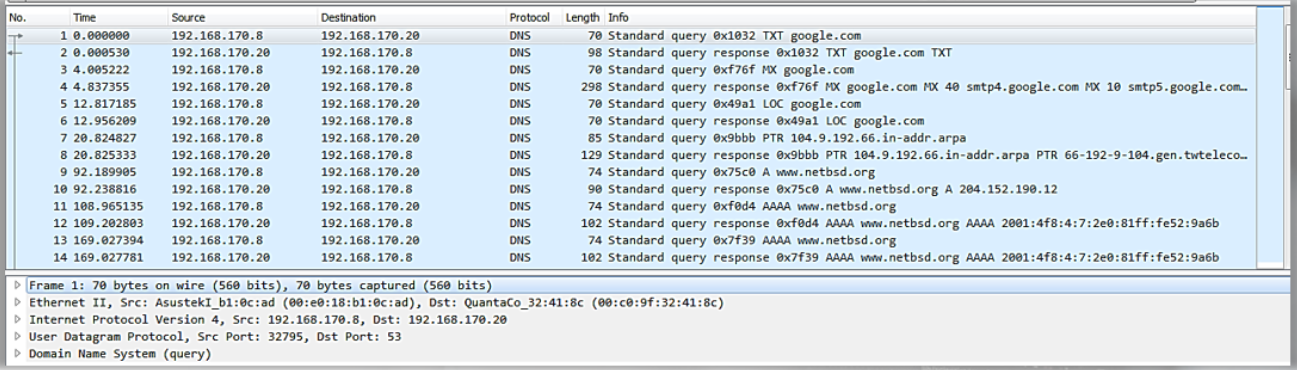 No. Time Source Destination Protocol Length Info
1 0.000000 192.168.170.8 192.168.170.20 DNS 70 Standard query 0x1032 TXT google.com
2 0.000530 192.168.170.20 192.168.170.8 DNS 98 Standard query response 0x1032 TXT google.com TXT
3 4.005222 192.168.170.8 192.168.170.20 DNS 70 Standard query 0xf76f MX google.com
4 4.837355 192.168.170.20 192.168.170.8 DNS 298 Standard query response 0xf76f MX google.com MX 40 smtp4.google.com MX 10 smtp5.google.com…
5 12.817185 192.168.170.8 192.168.170.20 DNS 70 Standard query 0x49a1 LOC google.com
6 12.956209 192.168.170.20 192.168.170.8 DNS 70 Standard query response 0x49a1 LOC google.com
7 20.824827 192.168.170.8 192.168.170.20 DNS 85 Standard query 0x9bbb PTR 104.9.192.66.in-addr.arpa
8 20.825333 192.168.170.20 192.168.170.8 DNS 129 Standard query response 0x9bbb PTR 104.9.192.66.in-addr.arpa PTR 66-192-9-104.gen.twteleco…
9 92.189905 192.168.170.8 192.168.170.20 DNS 74 Standard query 0x75c0 A www.netbsd.org
10 92.238816 192.168.170.20 192.168.170.8 DNS 90 Standard query response 0x75c0 A www.netbsd.org A 204.152.190.12
11 108.965135 192.168.170.8 192.168.170.20 DNS 74 Standard query 0xf0d4 AAAA www.netbsd.org
12 109.202803 192.168.170.20 192.168.170.8 DNS 102 Standard query response 0xf0d4 AAAA www.netbsd.org AAAA 2001:4f8:4:7:2e0:81ff:fe52:9a6b
13 169.027394 192.168.170.8 192.168.170.20 DNS 74 Standard query 0x7f39 AAAA www.netbsd.org
14 169.027781 192.168.170.20 192.168.170.8 DNS 102 Standard query response 0x7f39 AAAA www.netbsd.org AAAA 2001:4f8:4:7:2e0:81ff:fe52:9a6b
Frame 1: 70 bytes on wire (560 bits), 70 bytes captured (560 bits)
Ethernet II, Src: AsustekI_b1:0c:ad (00:e0:18:b1:0c:ad), Dst: QuantaCo_32:41:8c (00:c0:9f:32:41:8c)
Internet Protocol Version 4, Src: 192.168.170.8, Dst: 192.168.170.20
User Datagram Protocol, Src Port: 32795, Dst Port: 53
Domain Name System (query)